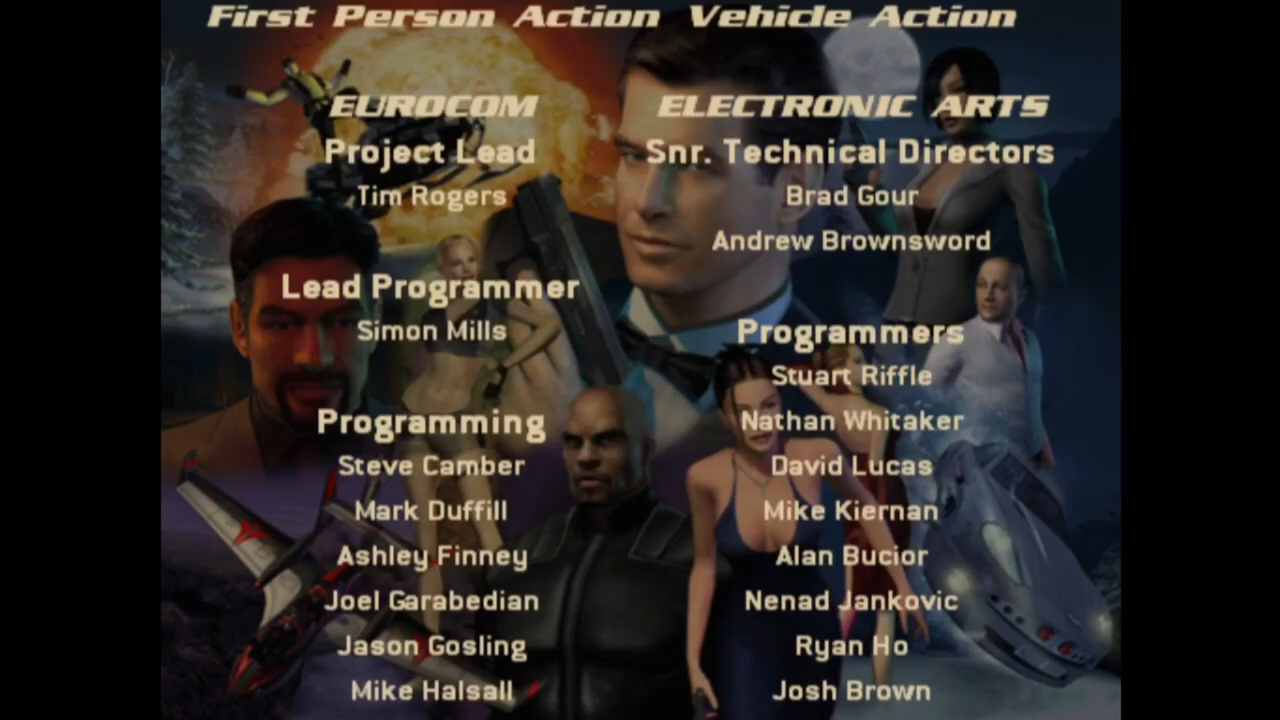 First Person Action
EUROCOM
Project Lead
Tim Rogers
Lead Programmer
Simon Mills
Programming
Steve Camber
Mark Duffill
Ashley Finney
Joel Garabedian
Jason Gosling
Mike Halsall
Vehicle Action
ELECTRONIC ARTS
Snr. Technical Directors
Brad Gour
Andrew Brownsword
Programmers
Stuart Riffle
Nathan Whitaker
David Lucas
Mike Kiernan
Alan Bucior
Nenad Jankovic
Ryan Ho
Josh Brown